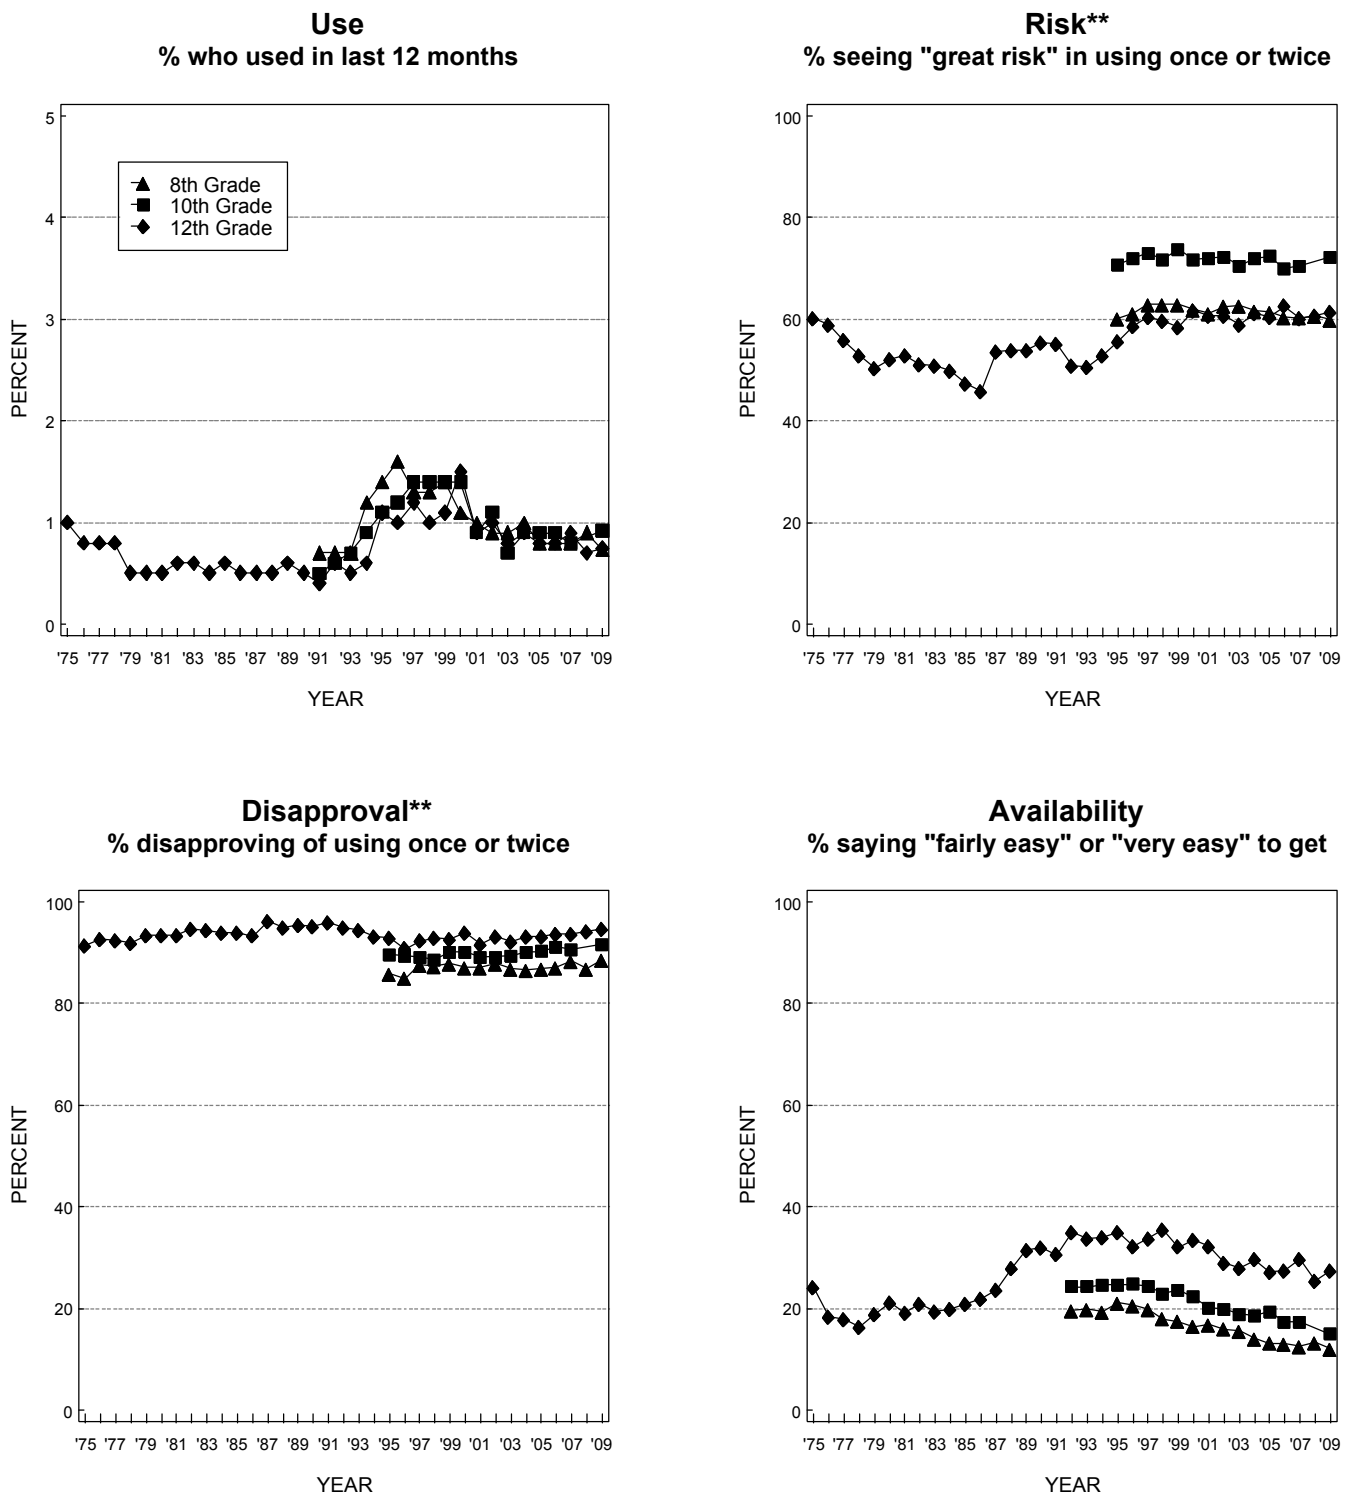 Use
% who used in last 12 months
5
4
3
2
1
0
PERCENT
8th Grade
10th Grade
12th Grade
'75 '77 '79 '81 '83 '85 '87 '89 '91 '93 '95 '97 '99 '01 '03 '05 '07 '09
YEAR
Risk**
% seeing "great risk" in using once or twice
100
80
60
40
20
0
PERCENT
'75 '77 '79 '81 '83 '85 '87 '89 '91 '93 '95 '97 '99 '01 '03 '05 '07 '09
YEAR
Disapproval**
% disapproving of using once or twice
100
80
60
40
20
0
PERCENT
'75 '77 '79 '81 '83 '85 '87 '89 '91 '93 '95 '97 '99 '01 '03 '05 '07 '09
YEAR
Availability
% saying "fairly easy" or "very easy" to get
100
80
60
40
20
0
PERCENT
'75 '77 '79 '81 '83 '85 '87 '89 '91 '93 '95 '97 '99 '01 '03 '05 '07 '09
YEAR